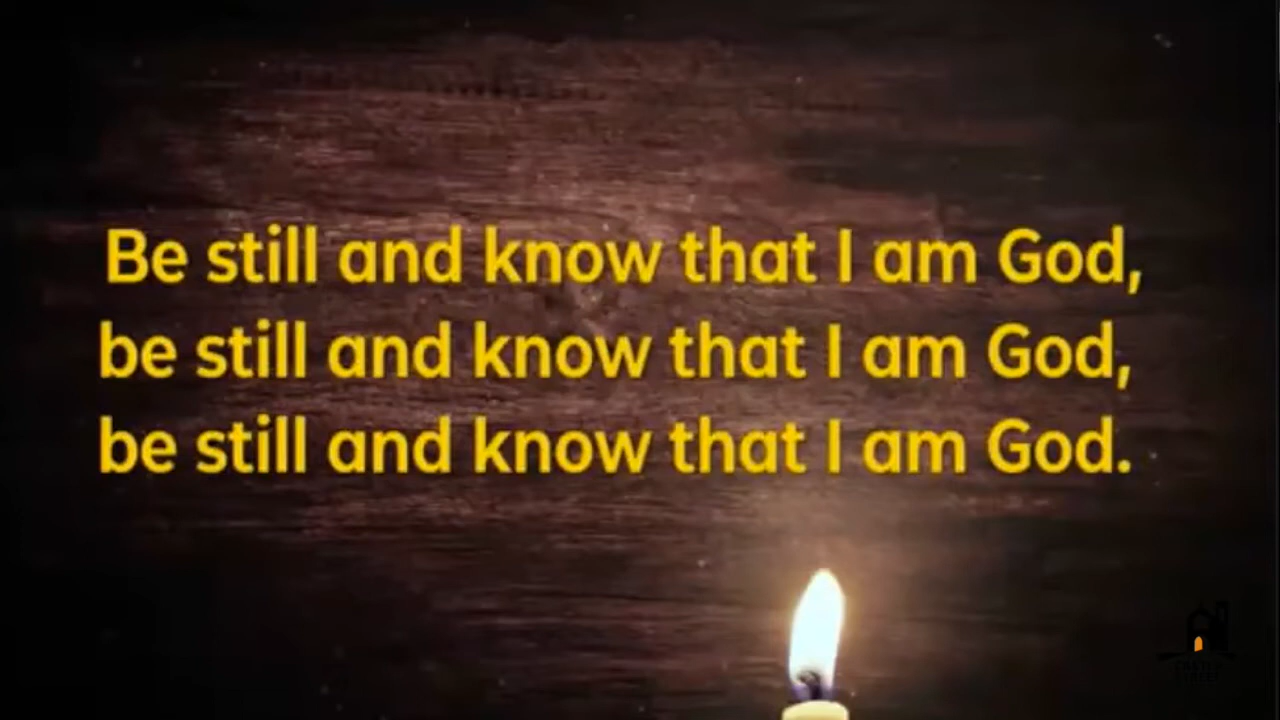 Be still and know that I am God,
be still and know that I am God,
be still and know that I am God.